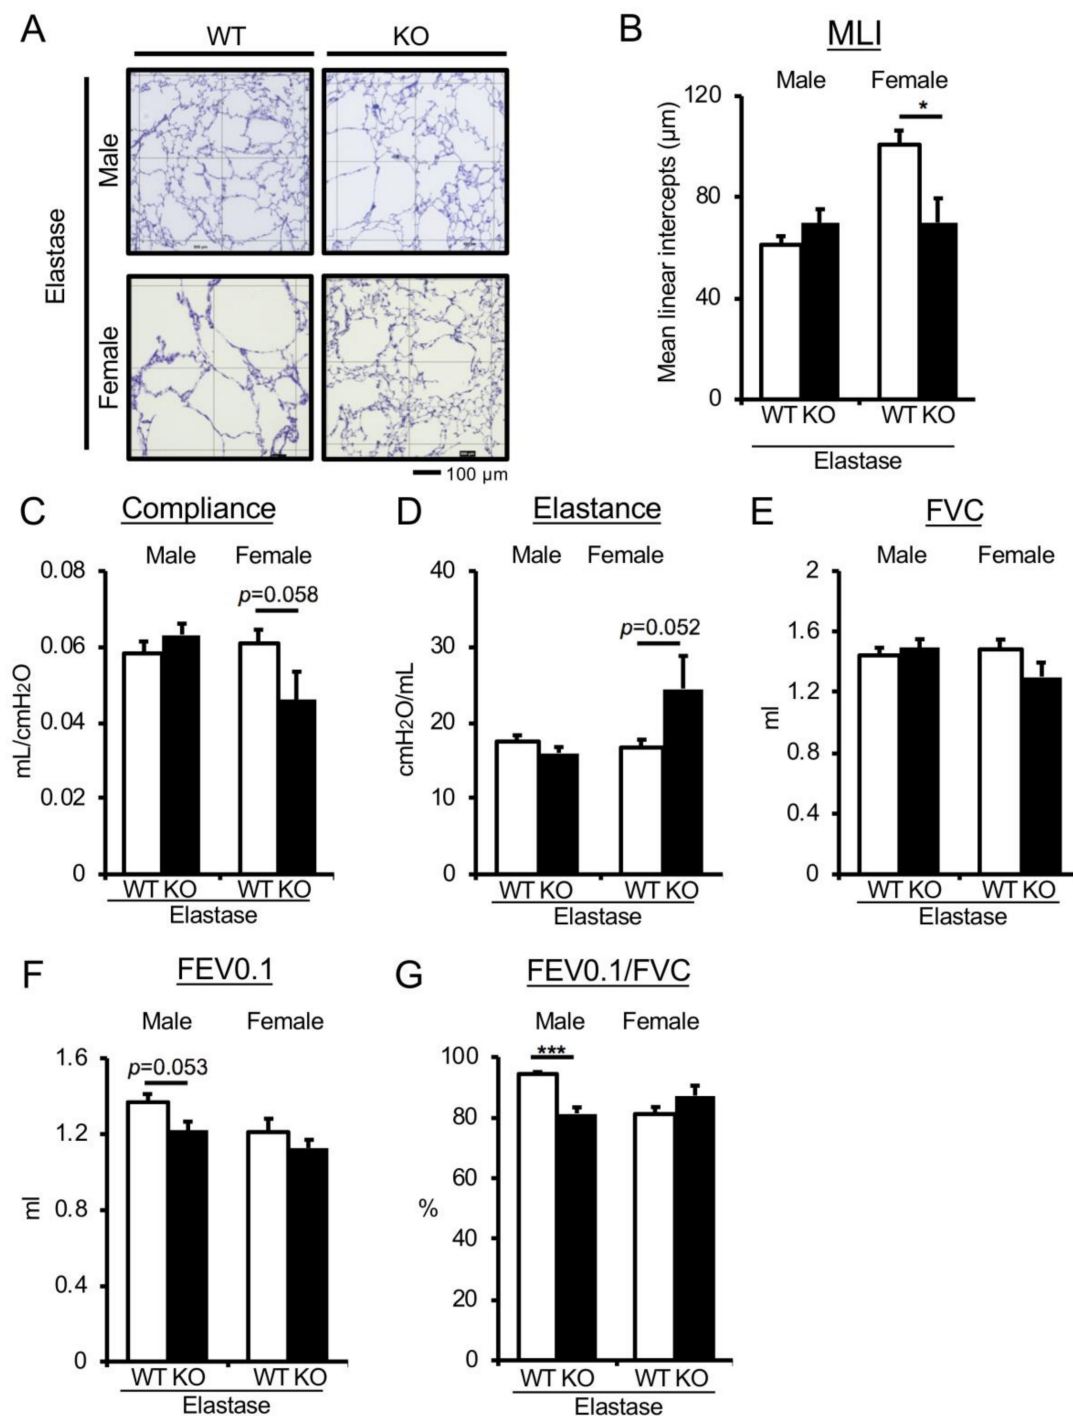 A
WT
KO
Elastase
Male
Female
100 µm
B
MLI
Male
Female
*
Mean linear intercepts (µm)
120
80
40
0
WT KO
WT KO
Elastase
C
Compliance
Male
Female
p=0.058
mL/cmH2O
0.08
0.06
0.04
0.02
0
WT KO
WT KO
Elastase
D
Elastance
Male
Female
p=0.052
cmH2O/mL
40
30
20
10
0
WT KO
WT KO
Elastase
E
FVC
Male
Female
ml
2
1.6
1.2
0.8
0.4
0
WT KO
WT KO
Elastase
F
FEV0.1
Male
Female
p=0.053
ml
1.6
1.2
0.8
0.4
0
WT KO
WT KO
Elastase
G
FEV0.1/FVC
Male
Female
***
%
100
80
60
40
20
0
WT KO
WT KO
Elastase